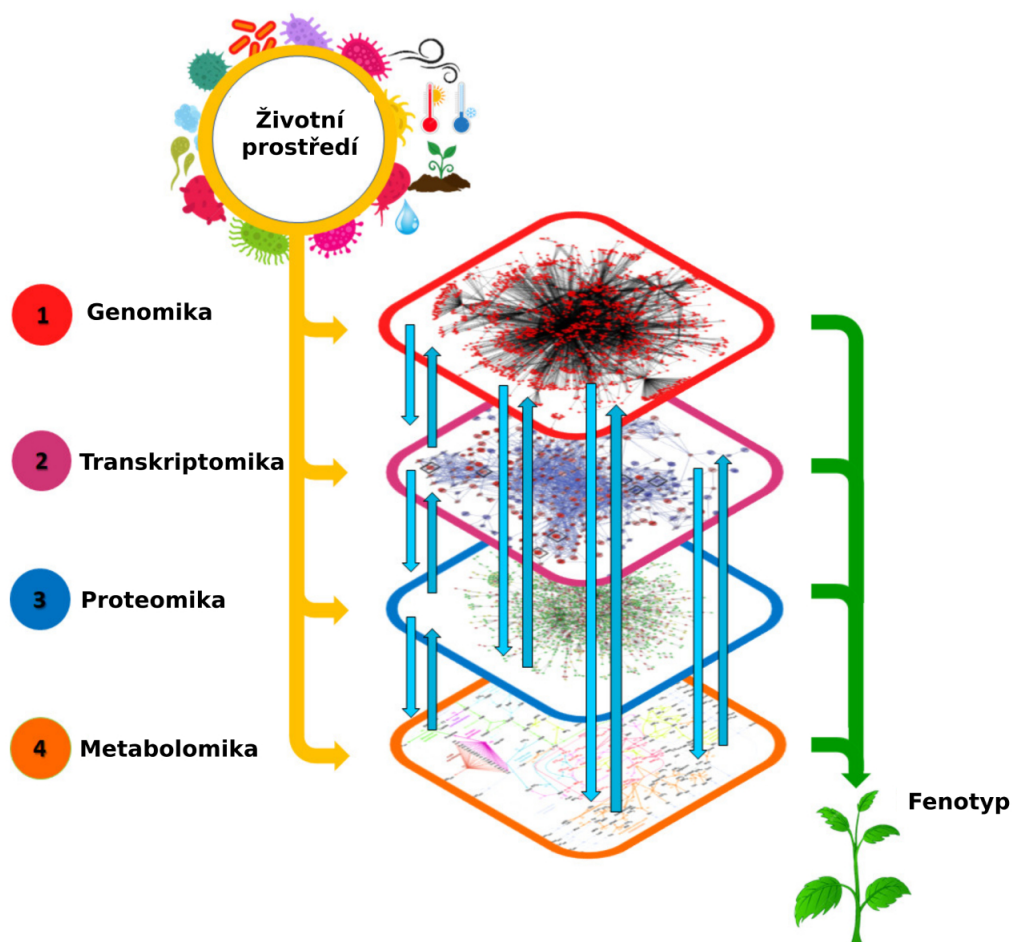 Životní
prostředí
1 Genomika
2 Transkriptomika
3 Proteomika
4 Metabolomika
Fenotyp